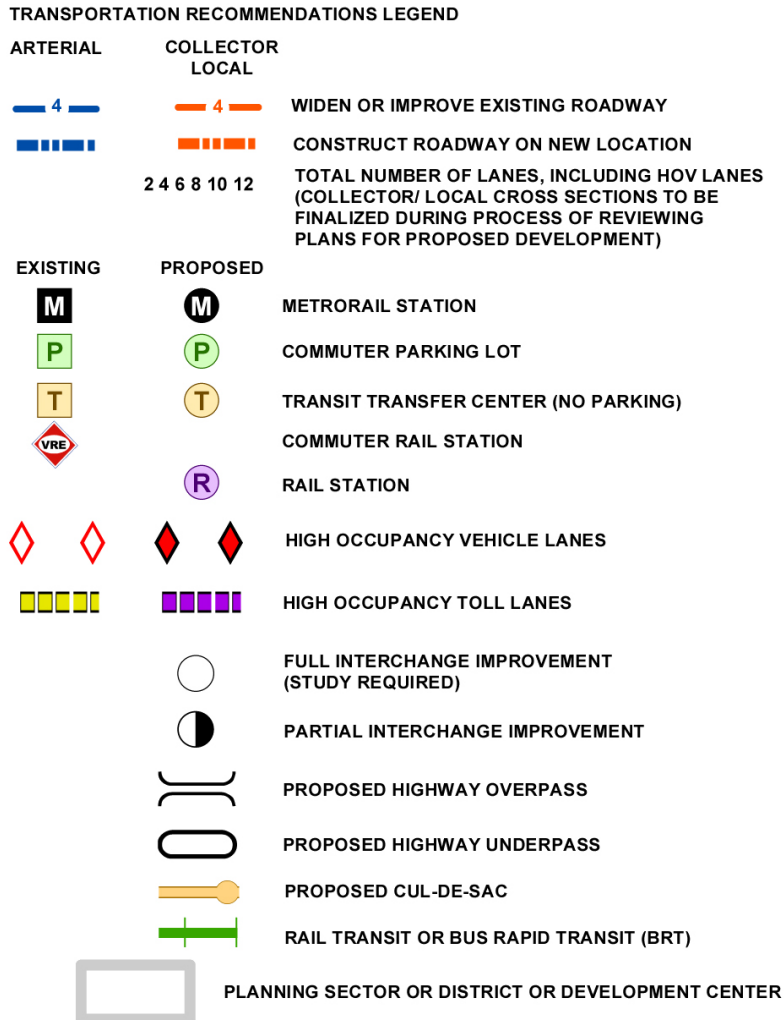 TRANSPORTATION RECOMMENDATIONS LEGEND
ARTERIAL
COLLECTOR
LOCAL
4 4 WIDEN OR IMPROVE EXISTING ROADWAY
CONSTRUCT ROADWAY ON NEW LOCATION
2 4 6 8 10 12
TOTAL NUMBER OF LANES, INCLUDING HOV LANES
(COLLECTOR/ LOCAL CROSS SECTIONS TO BE
FINALIZED DURING PROCESS OF REVIEWING
PLANS FOR PROPOSED DEVELOPMENT)
EXISTING PROPOSED
M M METRORAIL STATION
P P COMMUTER PARKING LOT
T T TRANSIT TRANSFER CENTER (NO PARKING)
VRE COMMUTER RAIL STATION
R RAIL STATION
HIGH OCCUPANCY VEHICLE LANES
HIGH OCCUPANCY TOLL LANES
FULL INTERCHANGE IMPROVEMENT
(STUDY REQUIRED)
PARTIAL INTERCHANGE IMPROVEMENT
PROPOSED HIGHWAY OVERPASS
PROPOSED HIGHWAY UNDERPASS
PROPOSED CUL-DE-SAC
RAIL TRANSIT OR BUS RAPID TRANSIT (BRT)
PLANNING SECTOR OR DISTRICT OR DEVELOPMENT CENTER